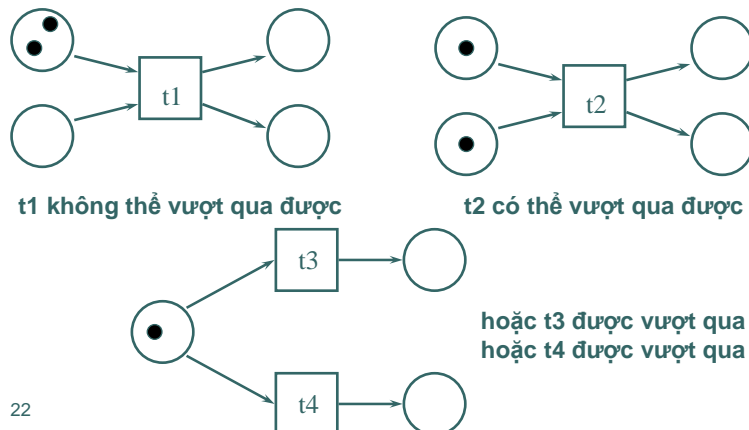 t1
t2
t1 không thể vượt qua được
t2 có thể vượt qua được
t3
hoặc t3 được vượt qua
hoặc t4 được vượt qua
t4
22